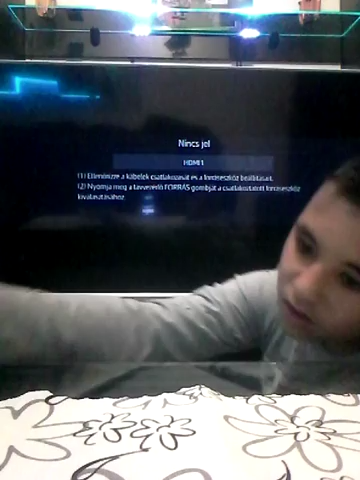 Nincs jel
HDMI1
(1) Ellenőrizze a kábelek csatlakozását és a forráseszköz beállításait.
(2) Nyomja meg a távvezérlő FORRÁS gombját a csatlakoztatott forráseszköz
kiválasztásához.